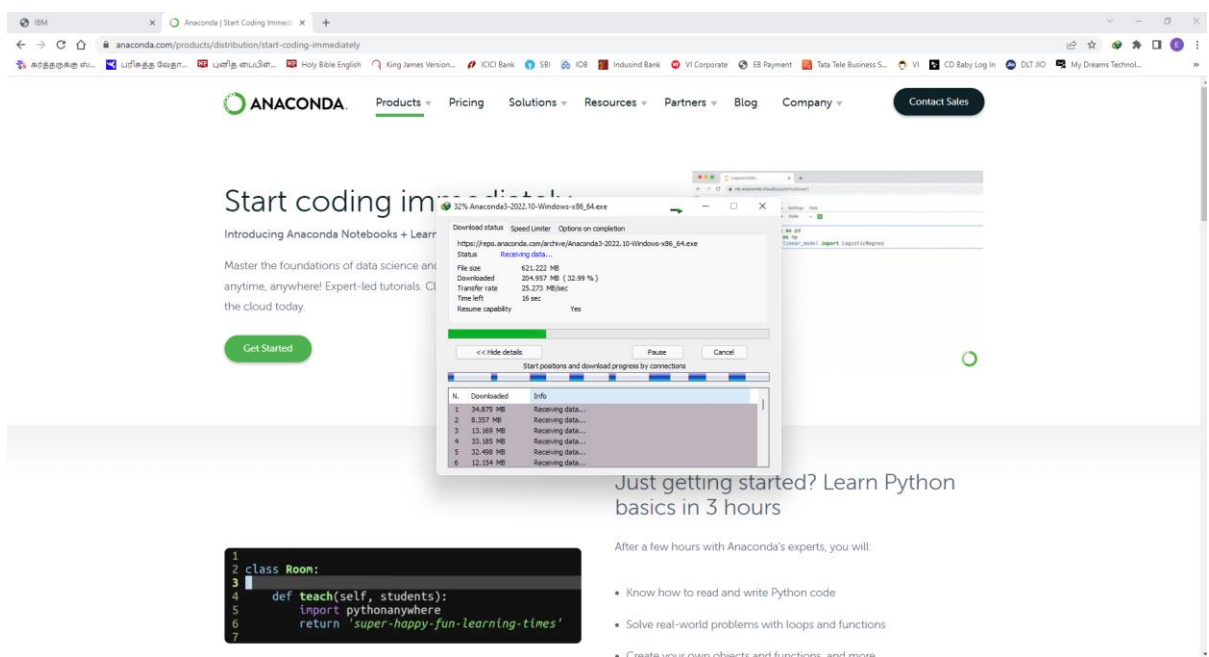 IBM
Anaconda | Start Coding Immedi
anaconda.com/products/distribution/start-coding-immediately
கர்த்தருக்கு ஸ்... பரிசுத்த வேதா... புனித பைபிள்... Holy Bible English King James Version... ICICI Bank SBI IOB Indusind Bank VI Corporate EB Payment Tata Tele Business S... VI CD Baby Log In DLT JIO My Dreams Technol... »
ANACONDA. Products Pricing Solutions Resources Partners Blog Company Contact Sales
Start coding
Introducing Anaconda Notebooks + Learn
Master the foundations of data science and
anytime, anywhere! Expert-led tutorials.
the cloud today.
Get Started
32% Anaconda3-2022.10-Windows-x86_64.exe
Download status Speed Limiter Options on completion
https://repo.anaconda.com/archive/Anaconda3-2022.10-Windows-x86_64.exe
Status Receiving data...
File size 621.222 MB
Downloaded 204.957 MB ( 32.99 % )
Transfer rate 25.273 MB/sec
Time left 16 sec
Resume capability Yes
<< Hide details Pause Cancel
Start positions and download progress by connections
N. Downloaded Info
1 34.875 MB Receiving data...
2 8.357 MB Receiving data...
3 13.169 MB Receiving data...
4 33.185 MB Receiving data...
5 32.498 MB Receiving data...
6 12.154 MB Receiving data...
Just getting started? Learn Python
basics in 3 hours
After a few hours with Anaconda's experts, you will:
• Know how to read and write Python code
• Solve real-world problems with loops and functions
• Create your own objects and functions, and more
1
2 class Room:
3
4 def teach(self, students):
5 import pythonanywhere
6 return 'super-happy-fun-learning-times'
7